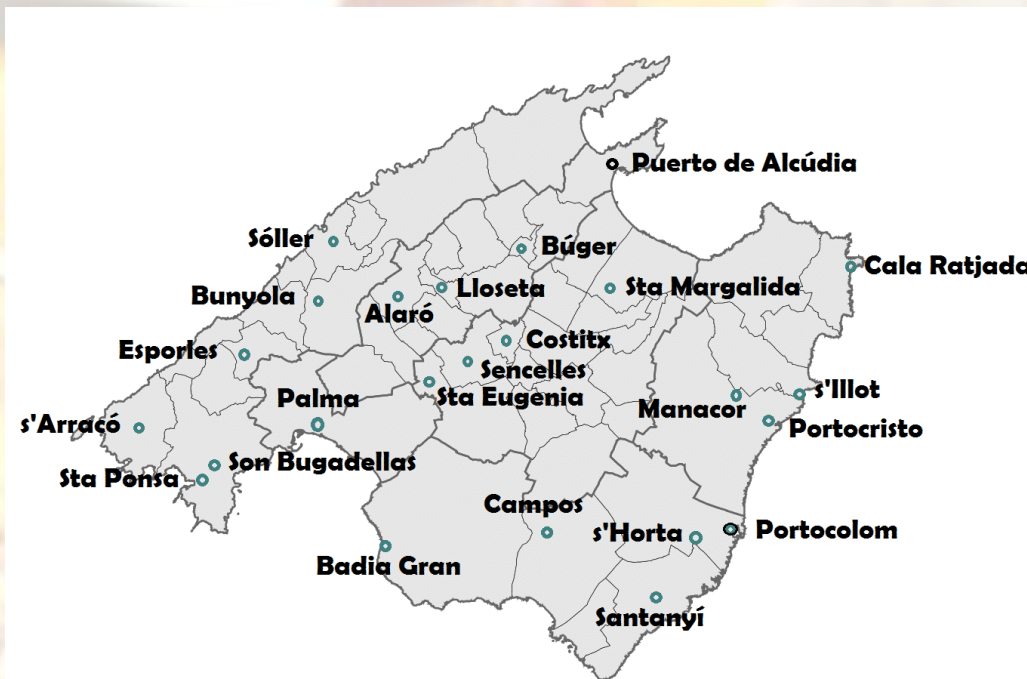 Puerto de Alcúdia
Sóller
Búger
Cala Ratjada
Bunyola
Lloseta
Sta Margalida
Alaró
Costitx
Esporles
Sencelles
Palma
Sta Eugènia
s'Illot
Manacor
s'Arracó
Portocristo
Son Bugadellas
Sta Ponsa
Campos
s'Horta
Portocolom
Badia Gran
Santanyí